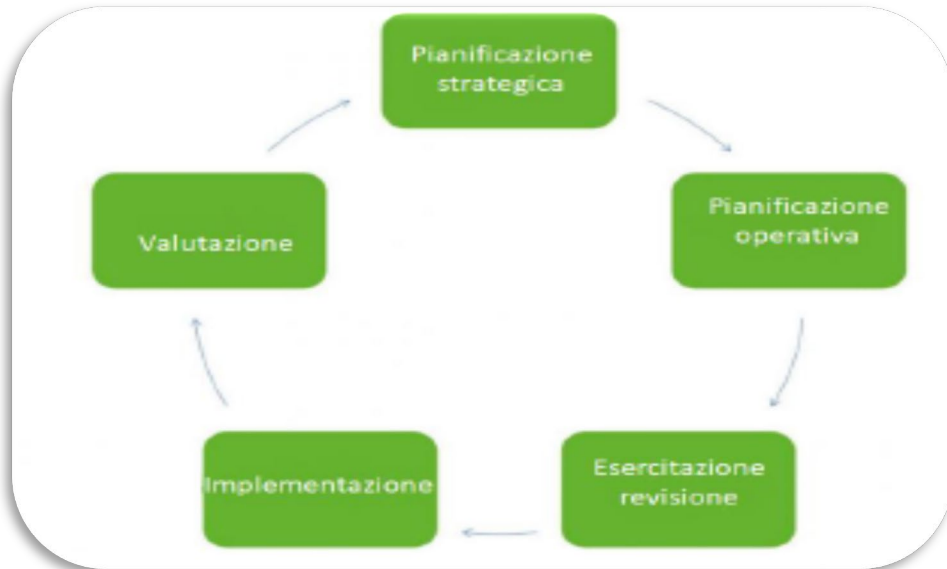 Pianificazione
strategica
Pianificazione
operativa
Esercitazione
revisione
Implementazione
Valutazione